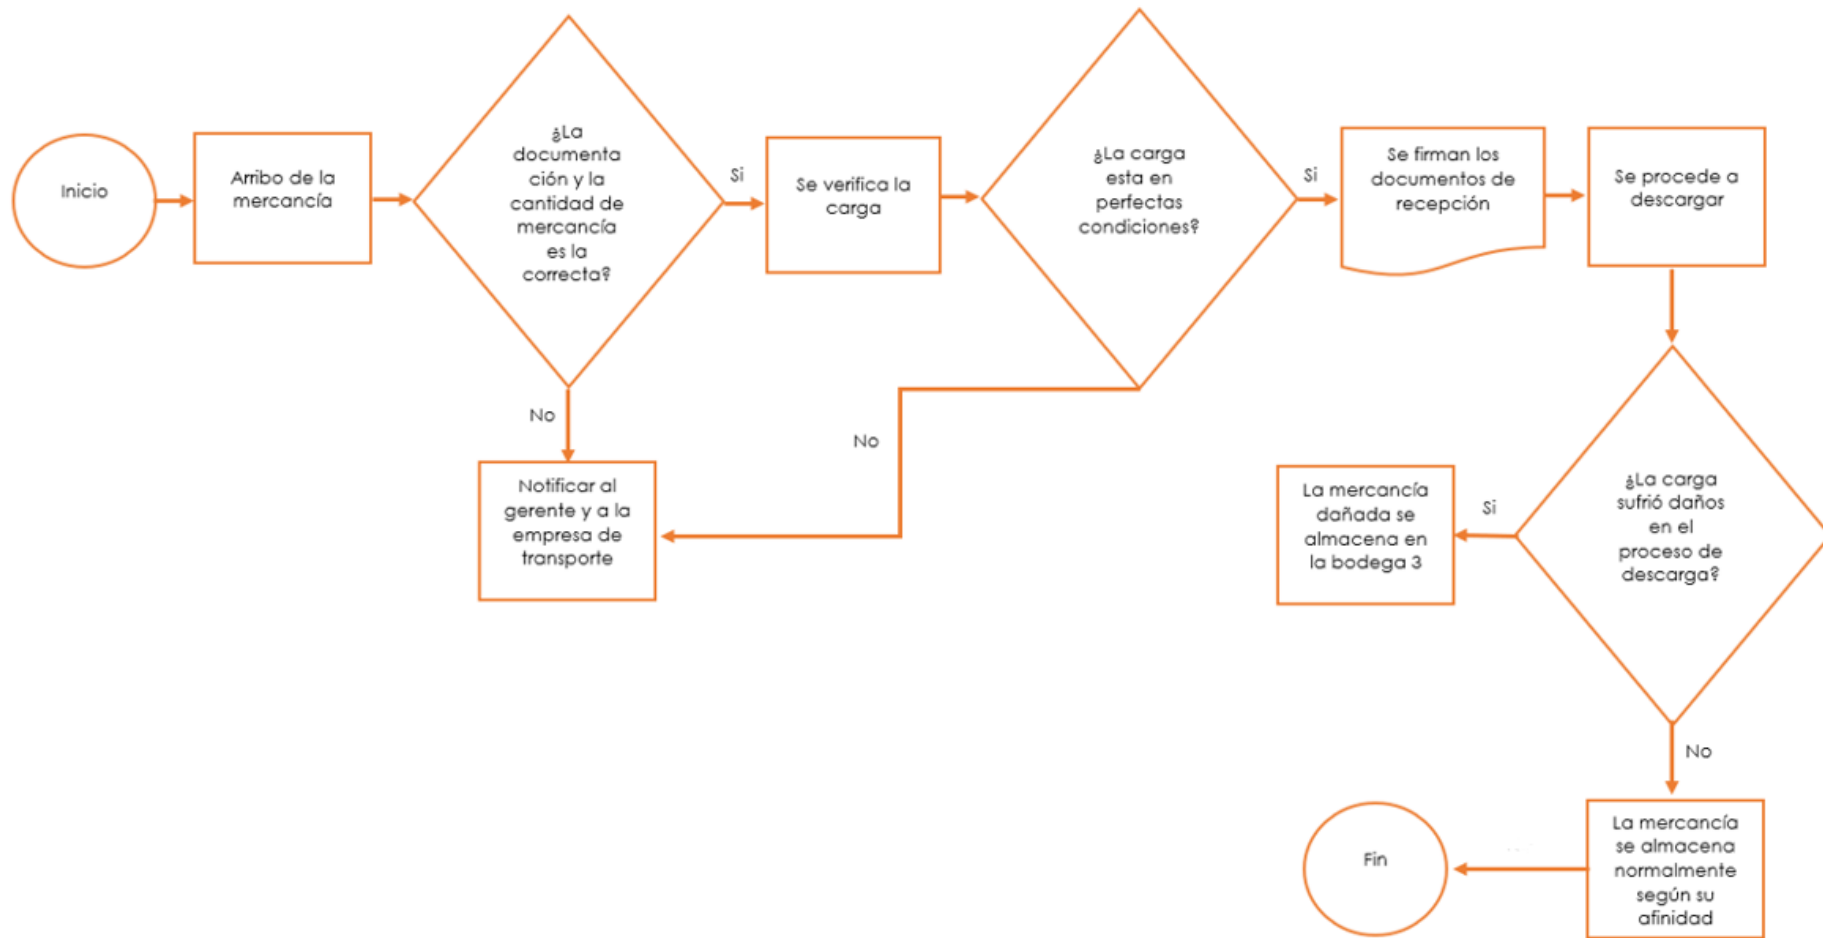 Inicio
Arribo de la
mercancía
¿La
documenta
ción y la
cantidad de
mercancía
es la
correcta?
Si
Se verifica la
carga
¿La carga
esta en
perfectas
condiciones?
Si
Se firman los
documentos de
recepción
Se procede a
descargar
No
No
Notificar al
gerente y a la
empresa de
transporte
La mercancía
dañada se
almacena en
la bodega 3
Si
¿La carga
sufrió daños
en el
proceso de
descarga?
No
Fin
La mercancía
se almacena
normalmente
según su
afinidad